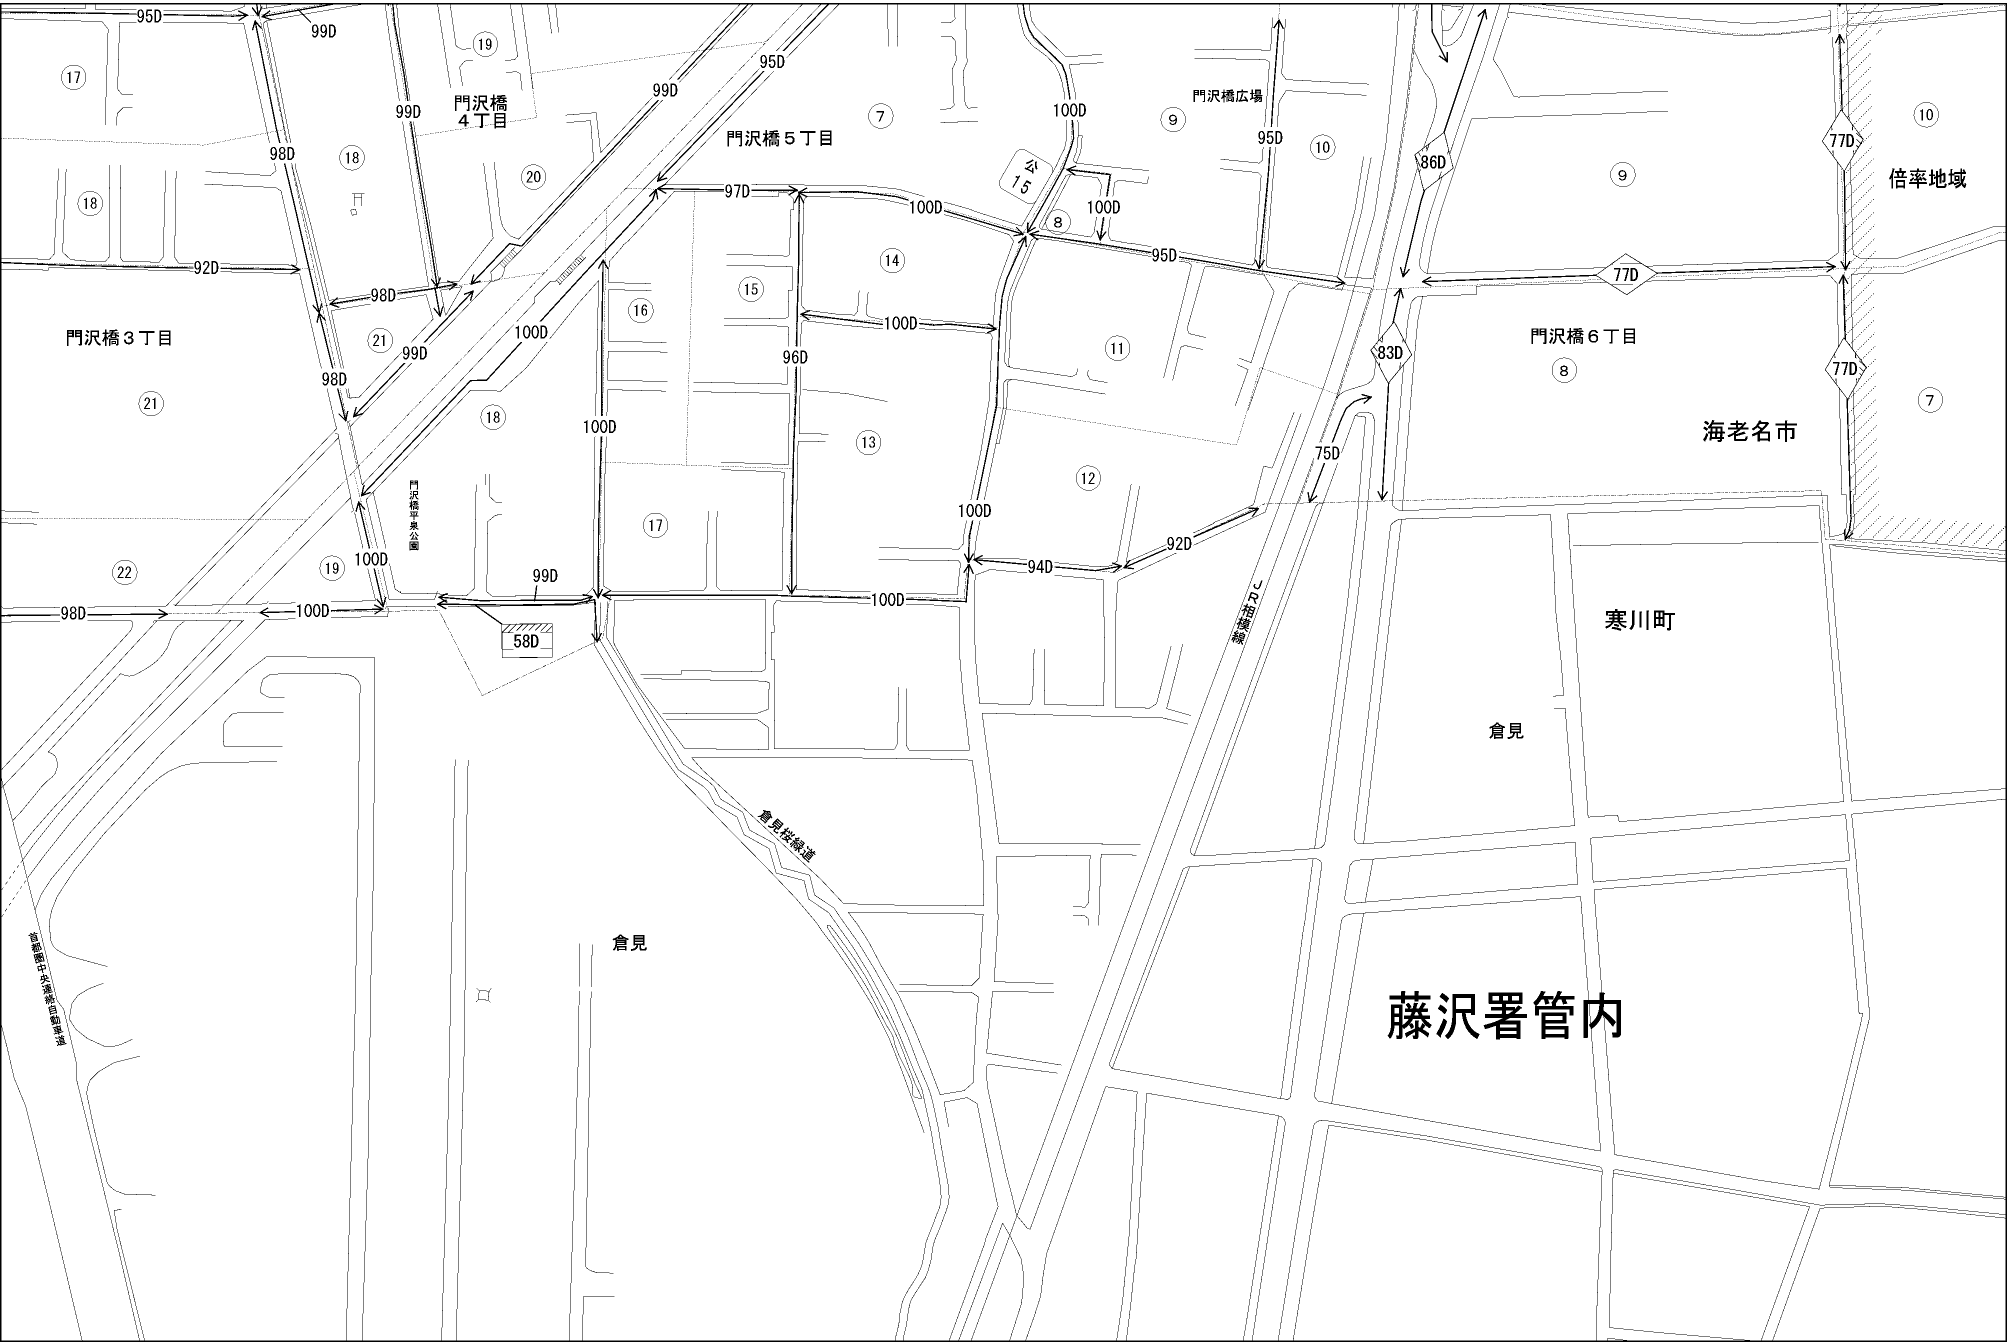 95D
99D
19
17
95D
99D
門沢橋
４丁目
99D
100D
門沢橋広場
9
7
10
77D
10
門沢橋５丁目
95D
98D
18
10
86D
公
15
20
9
倍率地域
18
97D
100D
100D
8
92D
95D
14
77D
98D
15
16
100D
門沢橋３丁目
21
100D
99D
96D
11
83D
門沢橋６丁目
8
77D
98D
21
18
100D
13
7
海老名市
75D
12
門沢橋平泉公園
17
100D
92D
100D
22
19
99D
94D
98D
100D
100D
58D
ＪＲ相模線
寒川町
倉見
倉見桜緑道
倉見
首都圏中央連絡自動車道
藤沢署管内